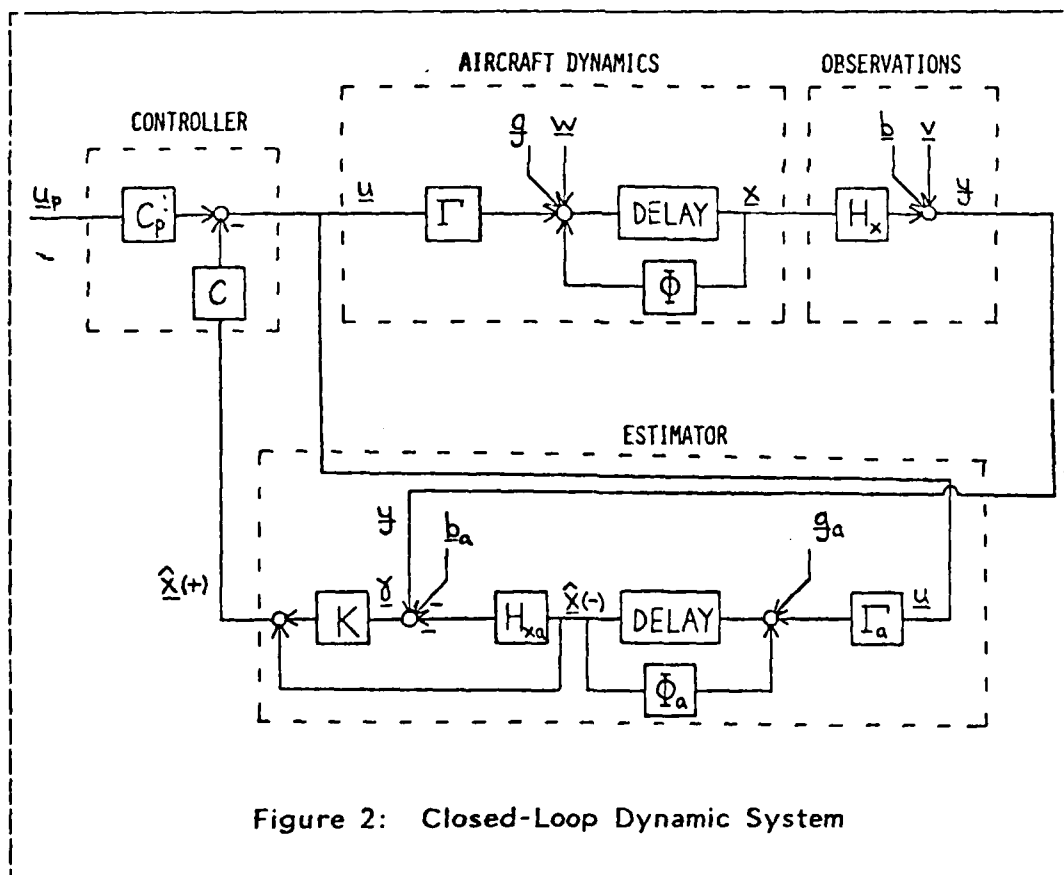 AIRCRAFT DYNAMICS
OBSERVATIONS
CONTROLLER
g
w
b
v
u_p
C_p
-
u
Γ
DELAY
x
H_x
y
C
Φ
ESTIMATOR
y
b_a
g_a
x̂(+)
K
γ
-
-
H_xa
x̂(-)
DELAY
Γ_a
u
Φ_a
Figure 2: Closed-Loop Dynamic System